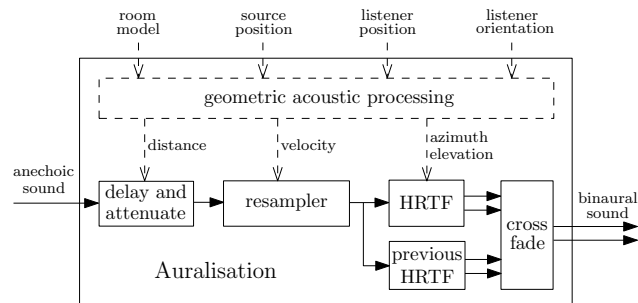 room
model
source
position
listener
position
listener
orientation
geometric acoustic processing
distance
velocity
azimuth
elevation
anechoic
sound
delay and
attenuate
resampler
HRTF
cross
fade
binaural
sound
previous
HRTF
Auralisation